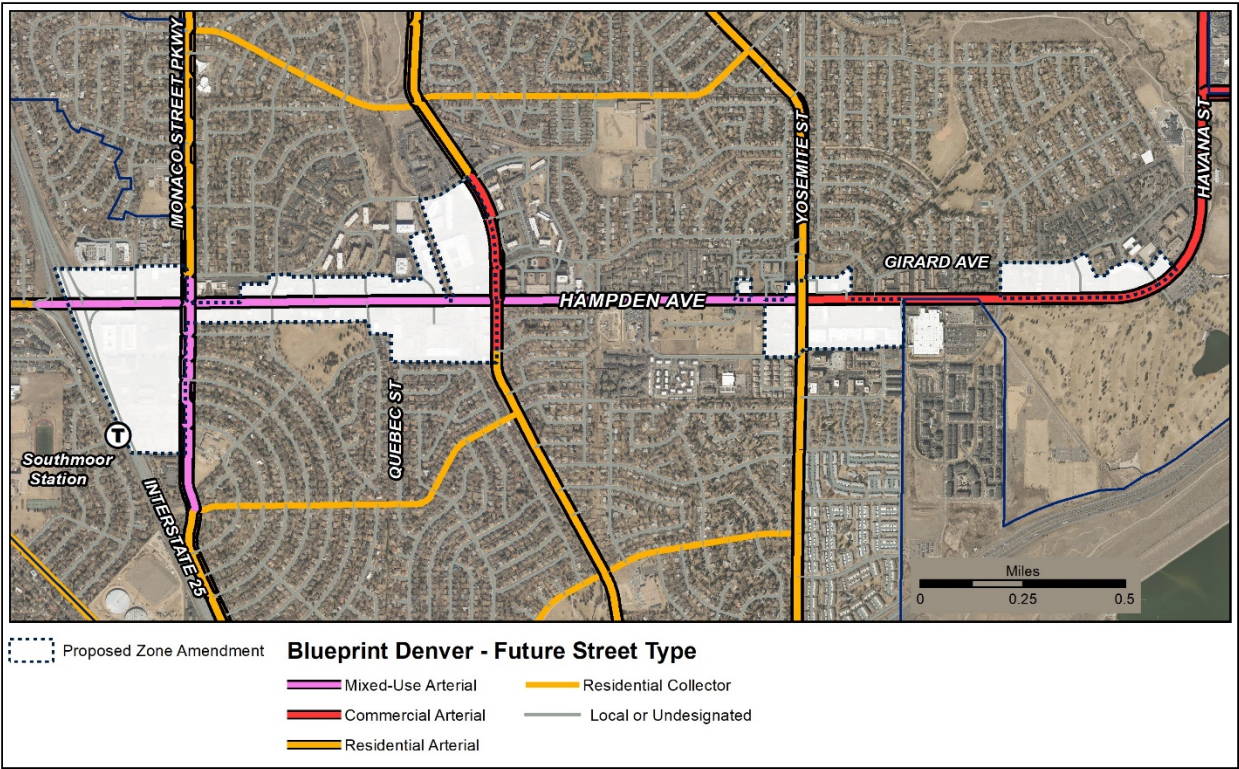 MONACO STREET PKWY
YOSEMITE ST
HAVANA ST
GIRARD AVE
HAMPDEN AVE
QUEBEC ST
T
Southmoor
Station
INTERSTATE 25
Miles
0 0.25 0.5
Proposed Zone Amendment
Blueprint Denver - Future Street Type
Mixed-Use Arterial
Residential Collector
Commercial Arterial
Local or Undesignated
Residential Arterial